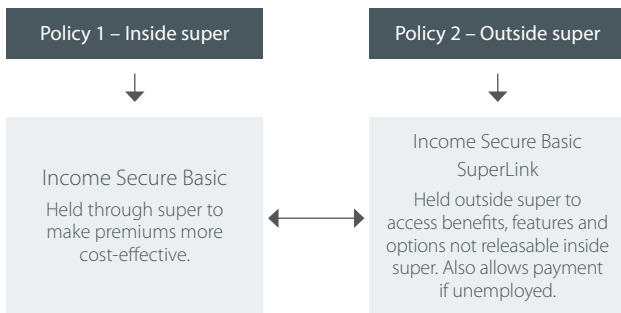 Policy 1 – Inside super
Policy 2 – Outside super
Income Secure Basic
Held through super to
make premiums more
cost-effective.
Income Secure Basic
SuperLink
Held outside super to
access benefits, features and
options not releasable inside
super. Also allows payment
if unemployed.